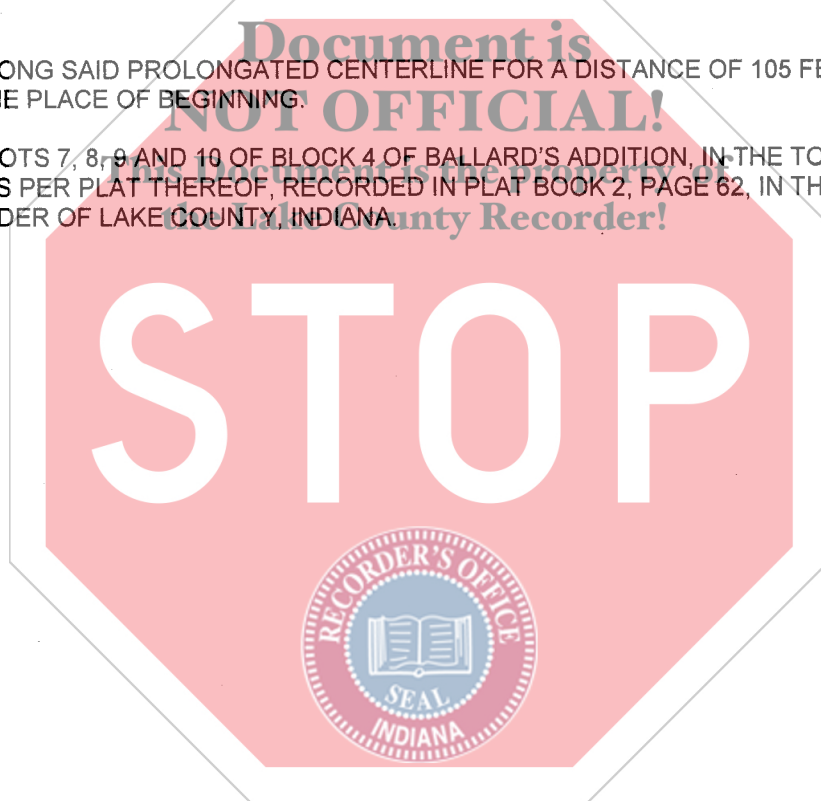 Document is
ONG SAID PROLONGATED CENTERLINE FOR A DISTANCE OF 105 FE
E PLACE OF BEGINNING.
NOT OFFICIAL!
OTS 7, 8, 9 AND 10 OF BLOCK 4 OF BALLARD'S ADDITION, IN THE TO
This Document is the property of
S PER PLAT THEREOF, RECORDED IN PLAT BOOK 2, PAGE 62, IN TH
the Lake County Recorder!
DER OF LAKE COUNTY, INDIANA.
STOP
RECORDER'S OFFICE
SEAL
INDIANA